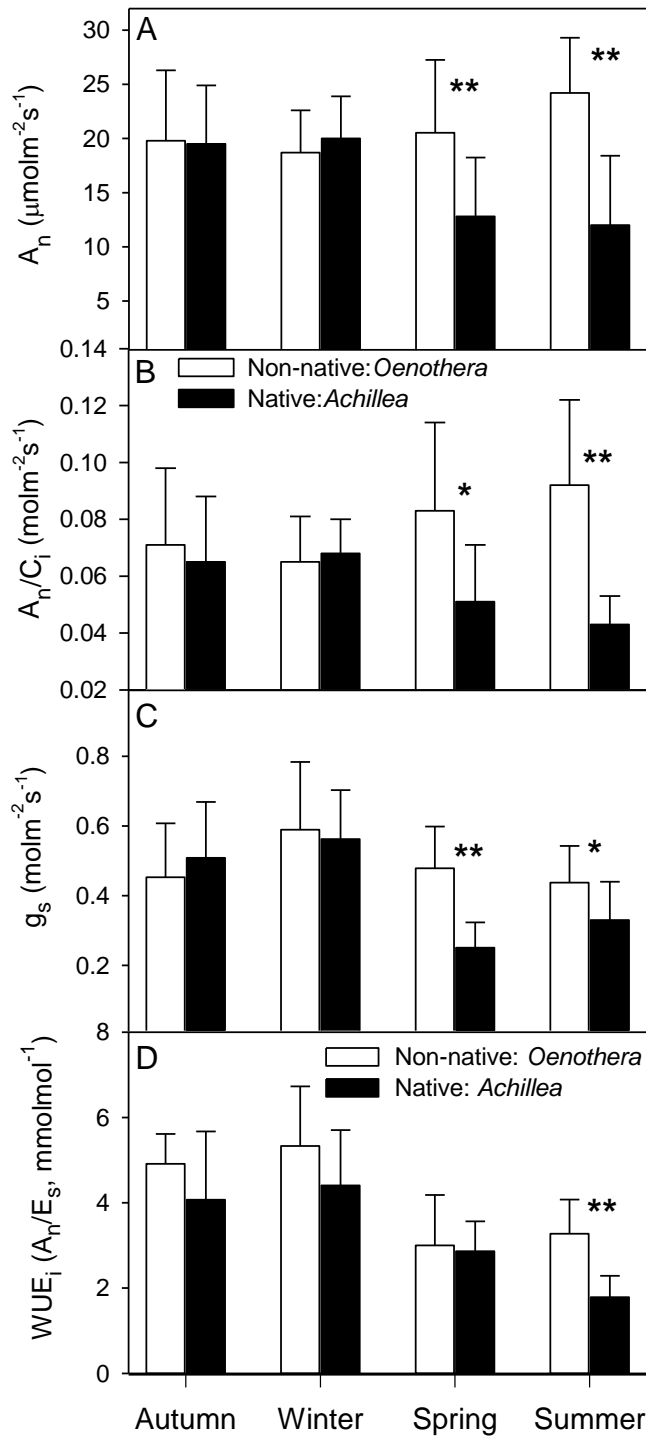 A
30
25
20
15
10
5
0.14
Aₙ (μmolm⁻²s⁻¹)
**
**
B
Non-native:Oenothera
Native:Achillea
0.12
0.10
0.08
0.06
0.04
0.02
Aₙ/Cᵢ (molm⁻²s⁻¹)
*
**
C
0.8
0.6
0.4
0.2
8
gₛ (molm⁻²s⁻¹)
**
*
D
Non-native: Oenothera
Native: Achillea
6
4
2
0
WUEᵢ (Aₙ/Eₛ, mmolmol⁻¹)
**
Autumn Winter Spring Summer